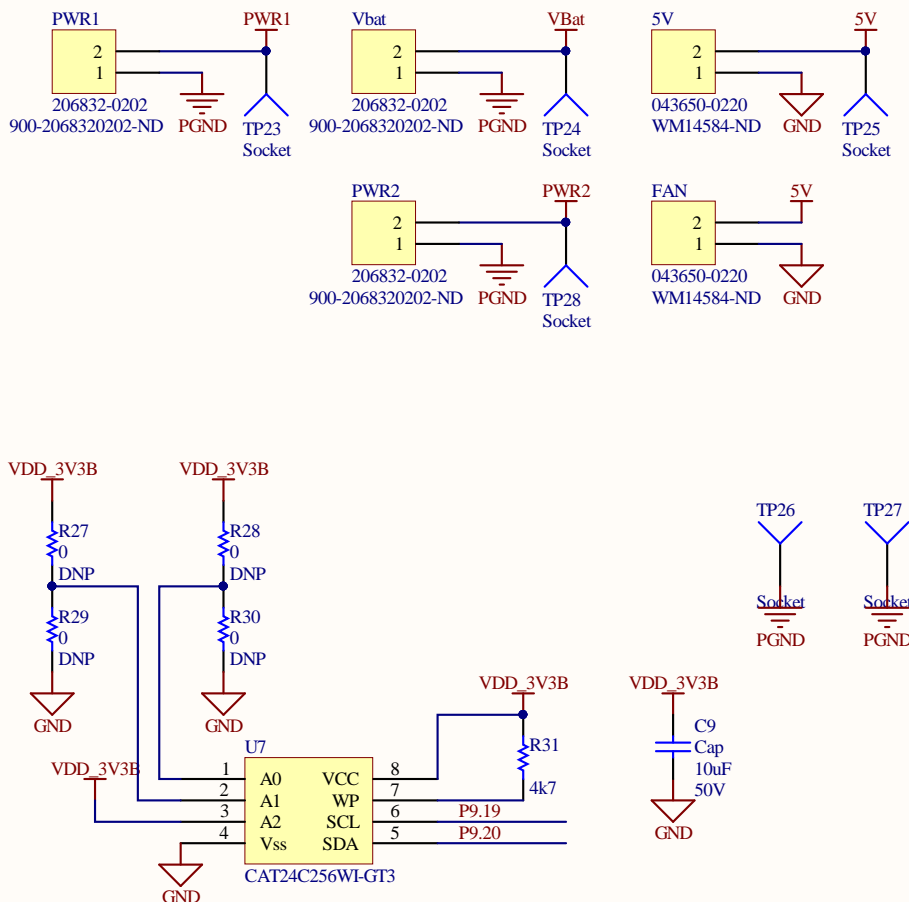 PWR1
PWR1
2
1
206832-0202
900-2068320202-ND
PGND
TP23
Socket
Vbat
VBat
2
1
206832-0202
900-2068320202-ND
PGND
TP24
Socket
5V
5V
2
1
043650-0220
WM14584-ND
GND
TP25
Socket
PWR2
PWR2
2
1
206832-0202
900-2068320202-ND
PGND
TP28
Socket
FAN
5V
2
1
043650-0220
WM14584-ND
GND
VDD_3V3B
R27
0
DNP
R29
0
DNP
GND
VDD_3V3B
R28
0
DNP
R30
0
DNP
GND
TP26
Socket
PGND
TP27
Socket
PGND
VDD_3V3B
U7
1 A0
2 A1
3 A2
4 Vss
VCC 8
WP 7
SCL 6
SDA 5
CAT24C256WI-GT3
GND
VDD_3V3B
R31
4k7
P9.19
P9.20
VDD_3V3B
C9
Cap
10uF
50V
GND